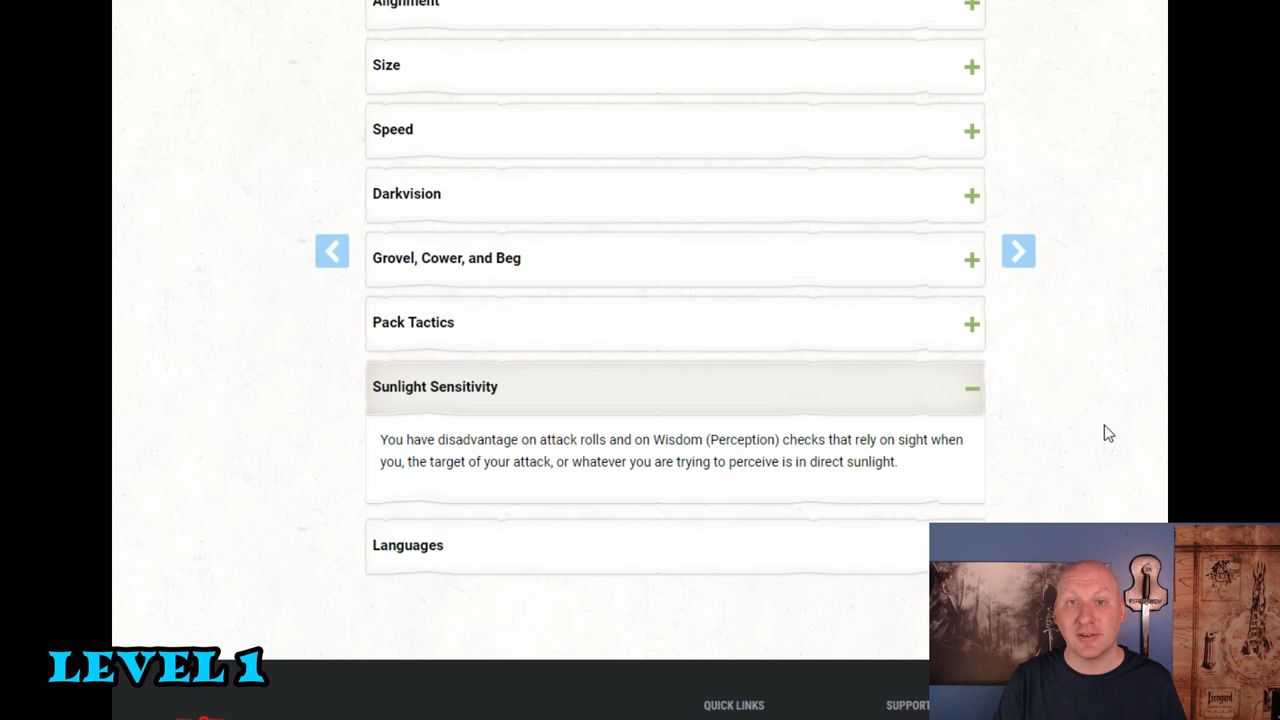 Alignment
Size
Speed
Darkvision
Grovel, Cower, and Beg
Pack Tactics
Sunlight Sensitivity
You have disadvantage on attack rolls and on Wisdom (Perception) checks that rely on sight when
you, the target of your attack, or whatever you are trying to perceive is in direct sunlight.
Languages
LEVEL 1
QUICK LINKS
SUPPORT
Isengard